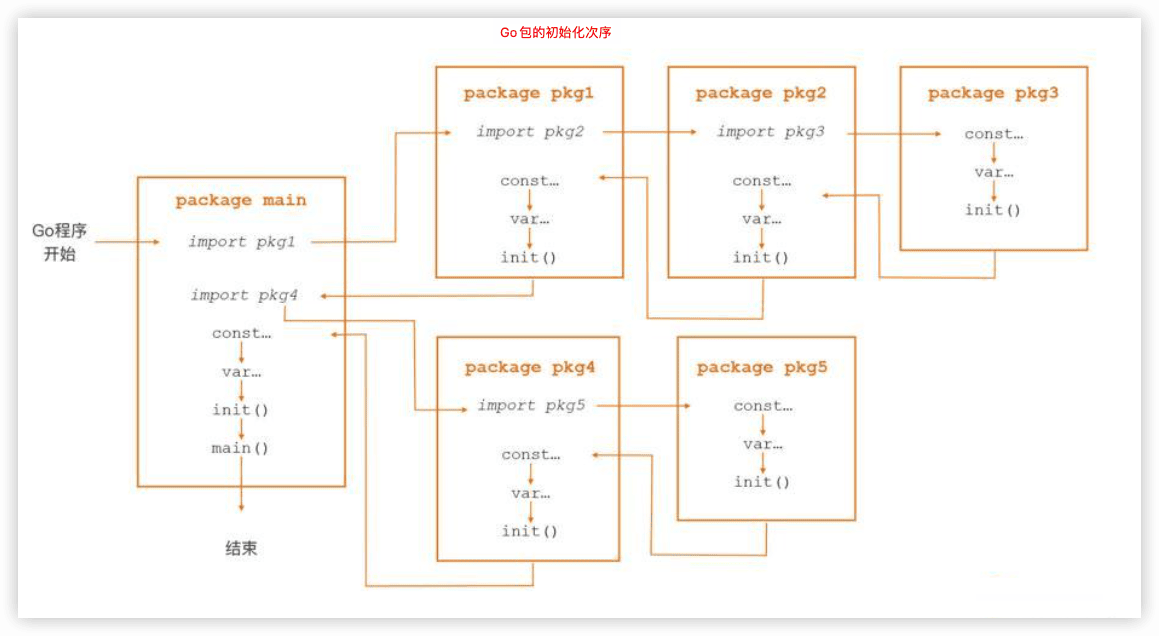 Go包的初始化次序
Go程序
开始
package main
import pkg1
import pkg4
const…
var…
init()
main()
结束
package pkg1
import pkg2
const…
var…
init()
package pkg2
import pkg3
const…
var…
init()
package pkg3
const…
var…
init()
package pkg4
import pkg5
const…
var…
init()
package pkg5
const…
var…
init()